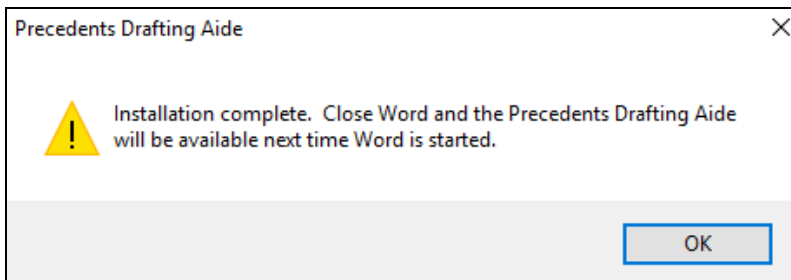 Precedents Drafting Aide
Installation complete.  Close Word and the Precedents Drafting Aide
will be available next time Word is started.
OK